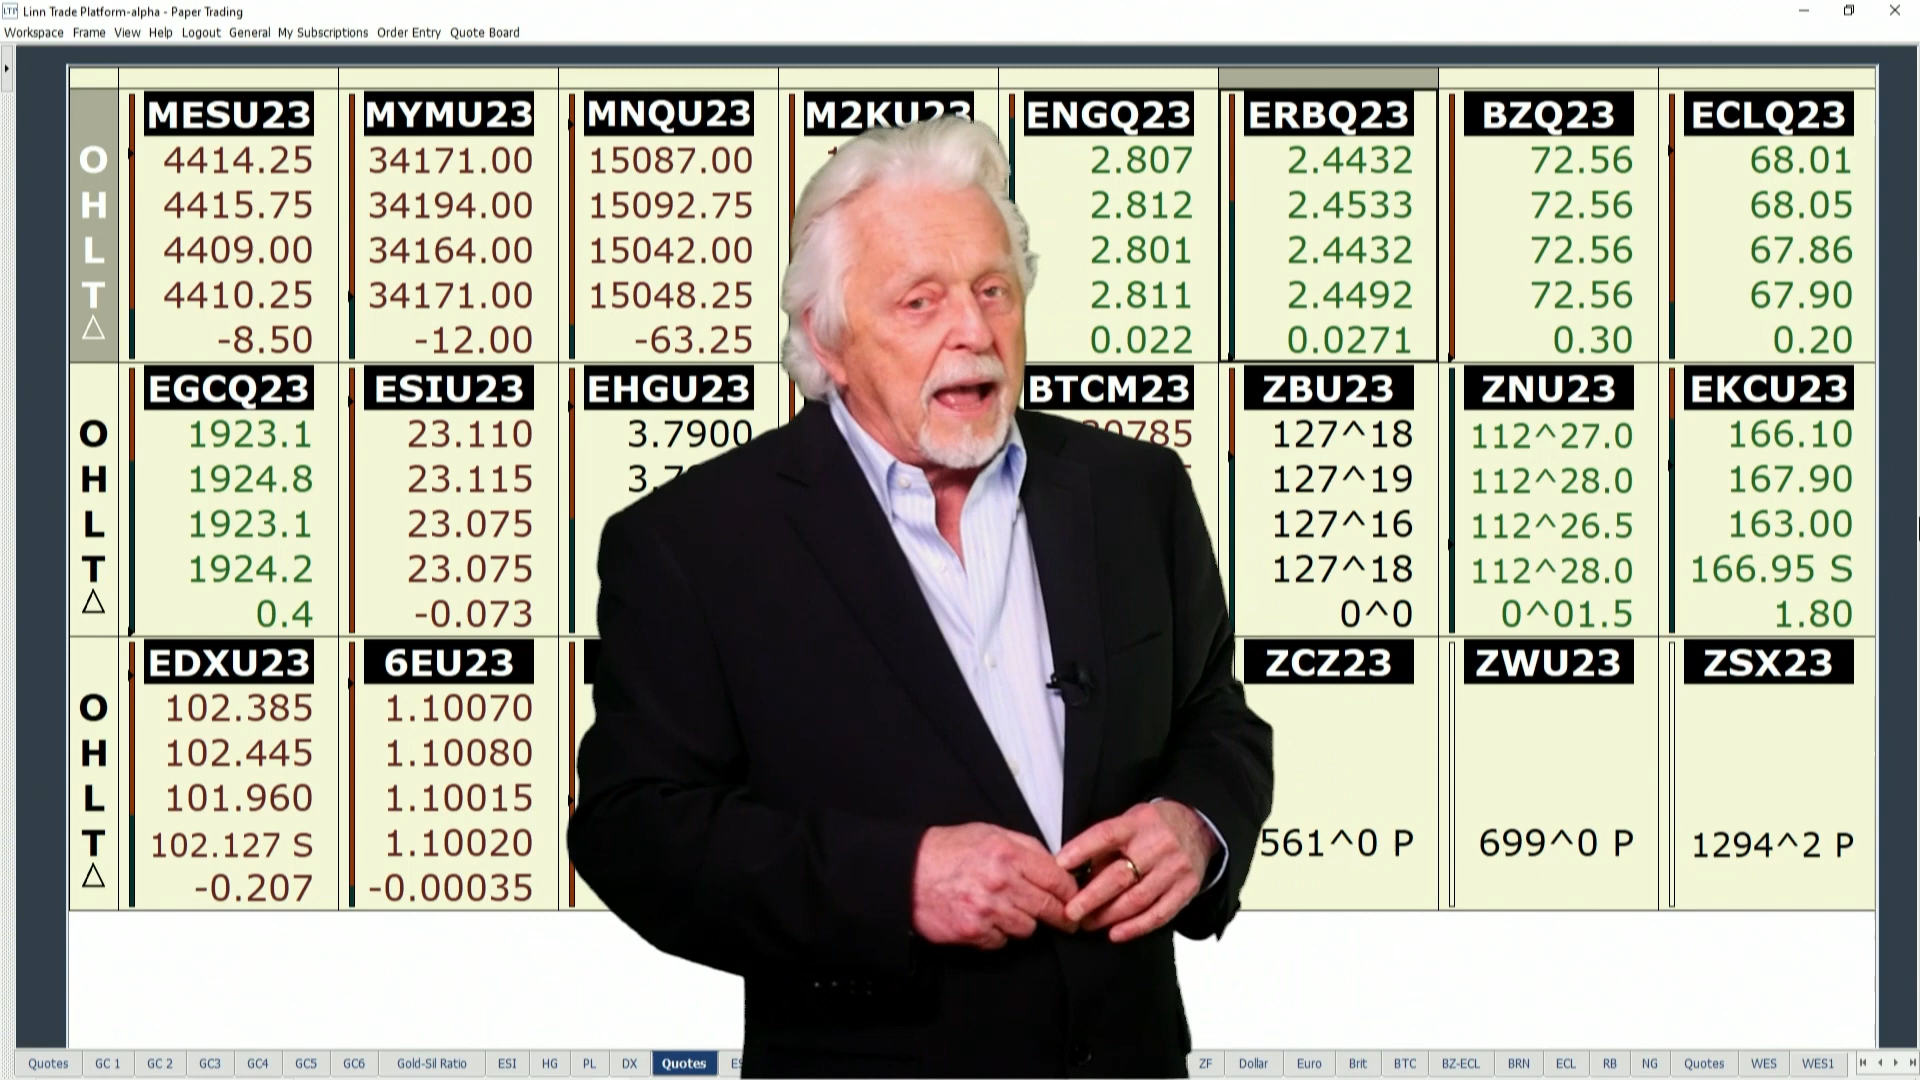 LTP Linn Trade Platform-alpha - Paper Trading
Workspace Frame View Help Logout General My Subscriptions Order Entry Quote Board
MESU23 MYMU23 MNQU23 M2KU23 ENGQ23 ERBQ23 BZQ23 ECLQ23
O 4414.25 34171.00 15087.00 2.807 2.4432 72.56 68.01
H 4415.75 34194.00 15092.75 2.812 2.4533 72.56 68.05
L 4409.00 34164.00 15042.00 2.801 2.4432 72.56 67.86
T 4410.25 34171.00 15048.25 2.811 2.4492 72.56 67.90
△ -8.50 -12.00 -63.25 0.022 0.0271 0.30 0.20
EGCQ23 ESIU23 EHGU23 BTCM23 ZBU23 ZNU23 EKCU23
O 1923.1 23.110 3.7900 127^18 112^27.0 166.10
H 1924.8 23.115 127^19 112^28.0 167.90
L 1923.1 23.075 127^16 112^26.5 163.00
T 1924.2 23.075 127^18 112^28.0 166.95 S
△ 0.4 -0.073 0^0 0^01.5 1.80
EDXU23 6EU23 ZCZ23 ZWU23 ZSX23
O 102.385 1.10070
H 102.445 1.10080
L 101.960 1.10015
T 102.127 S 1.10020 561^0 P 699^0 P 1294^2 P
△ -0.207 -0.00035
Quotes GC 1 GC 2 GC3 GC4 GC5 GC6 Gold-Sil Ratio ESI HG PL DX Quotes ZF Dollar Euro Brit BTC BZ-ECL BRN ECL RB NG Quotes WES WES1